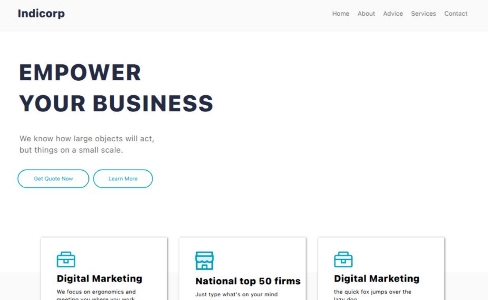 Indicorp
Home About Advice Services Contact
EMPOWER
YOUR BUSINESS
We know how large objects will act,
but things on a small scale.
Get Quote Now Learn More
Digital Marketing
We focus on ergonomics and
meeting you where you work
National top 50 firms
Just type what's on your mind
Digital Marketing
the quick fox jumps over the
lazy dog